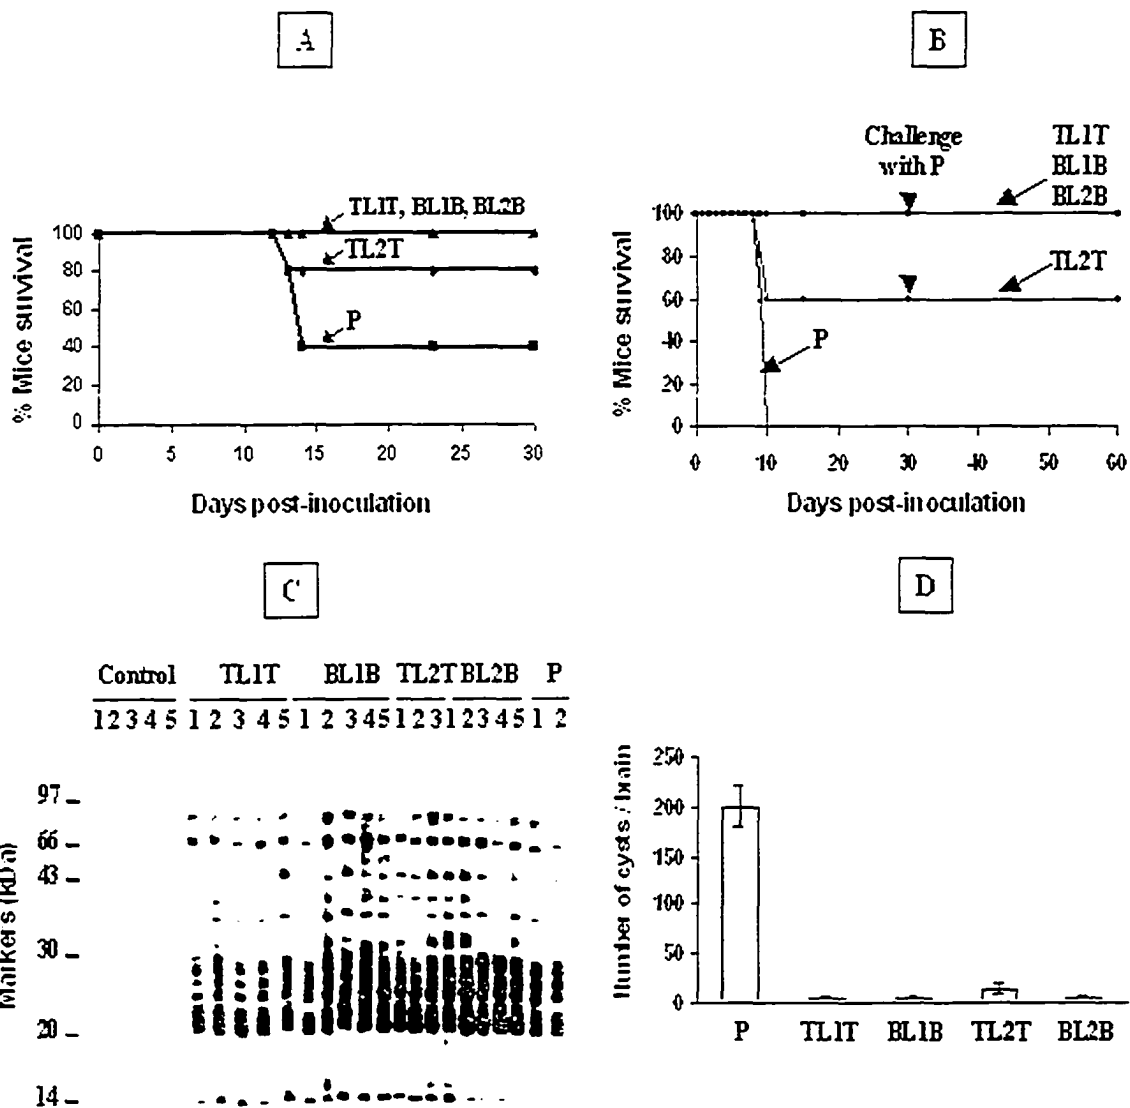 A
B
TL1T, BL1B, BL2B
TL2T
P
% Mice survival
100
80
60
40
20
0
0 5 10 15 20 25 30
Days post-inoculation
Challenge
with P
TL1T
BL1B
BL2B
TL2T
P
% Mice survival
100
80
60
40
20
0
0 10 20 30 40 50 60
Days post-inoculation
C
D
Control TL1T BL1B TL2T BL2B P
1 2 3 4 5 1 2 3 4 5 1 2 3 4 5 1 2 3 1 2 3 4 5 1 2
Markers (kDa)
97
66
43
30
20
14
Number of cysts / brain
250
200
150
100
50
0
P TL1T BL1B TL2T BL2B